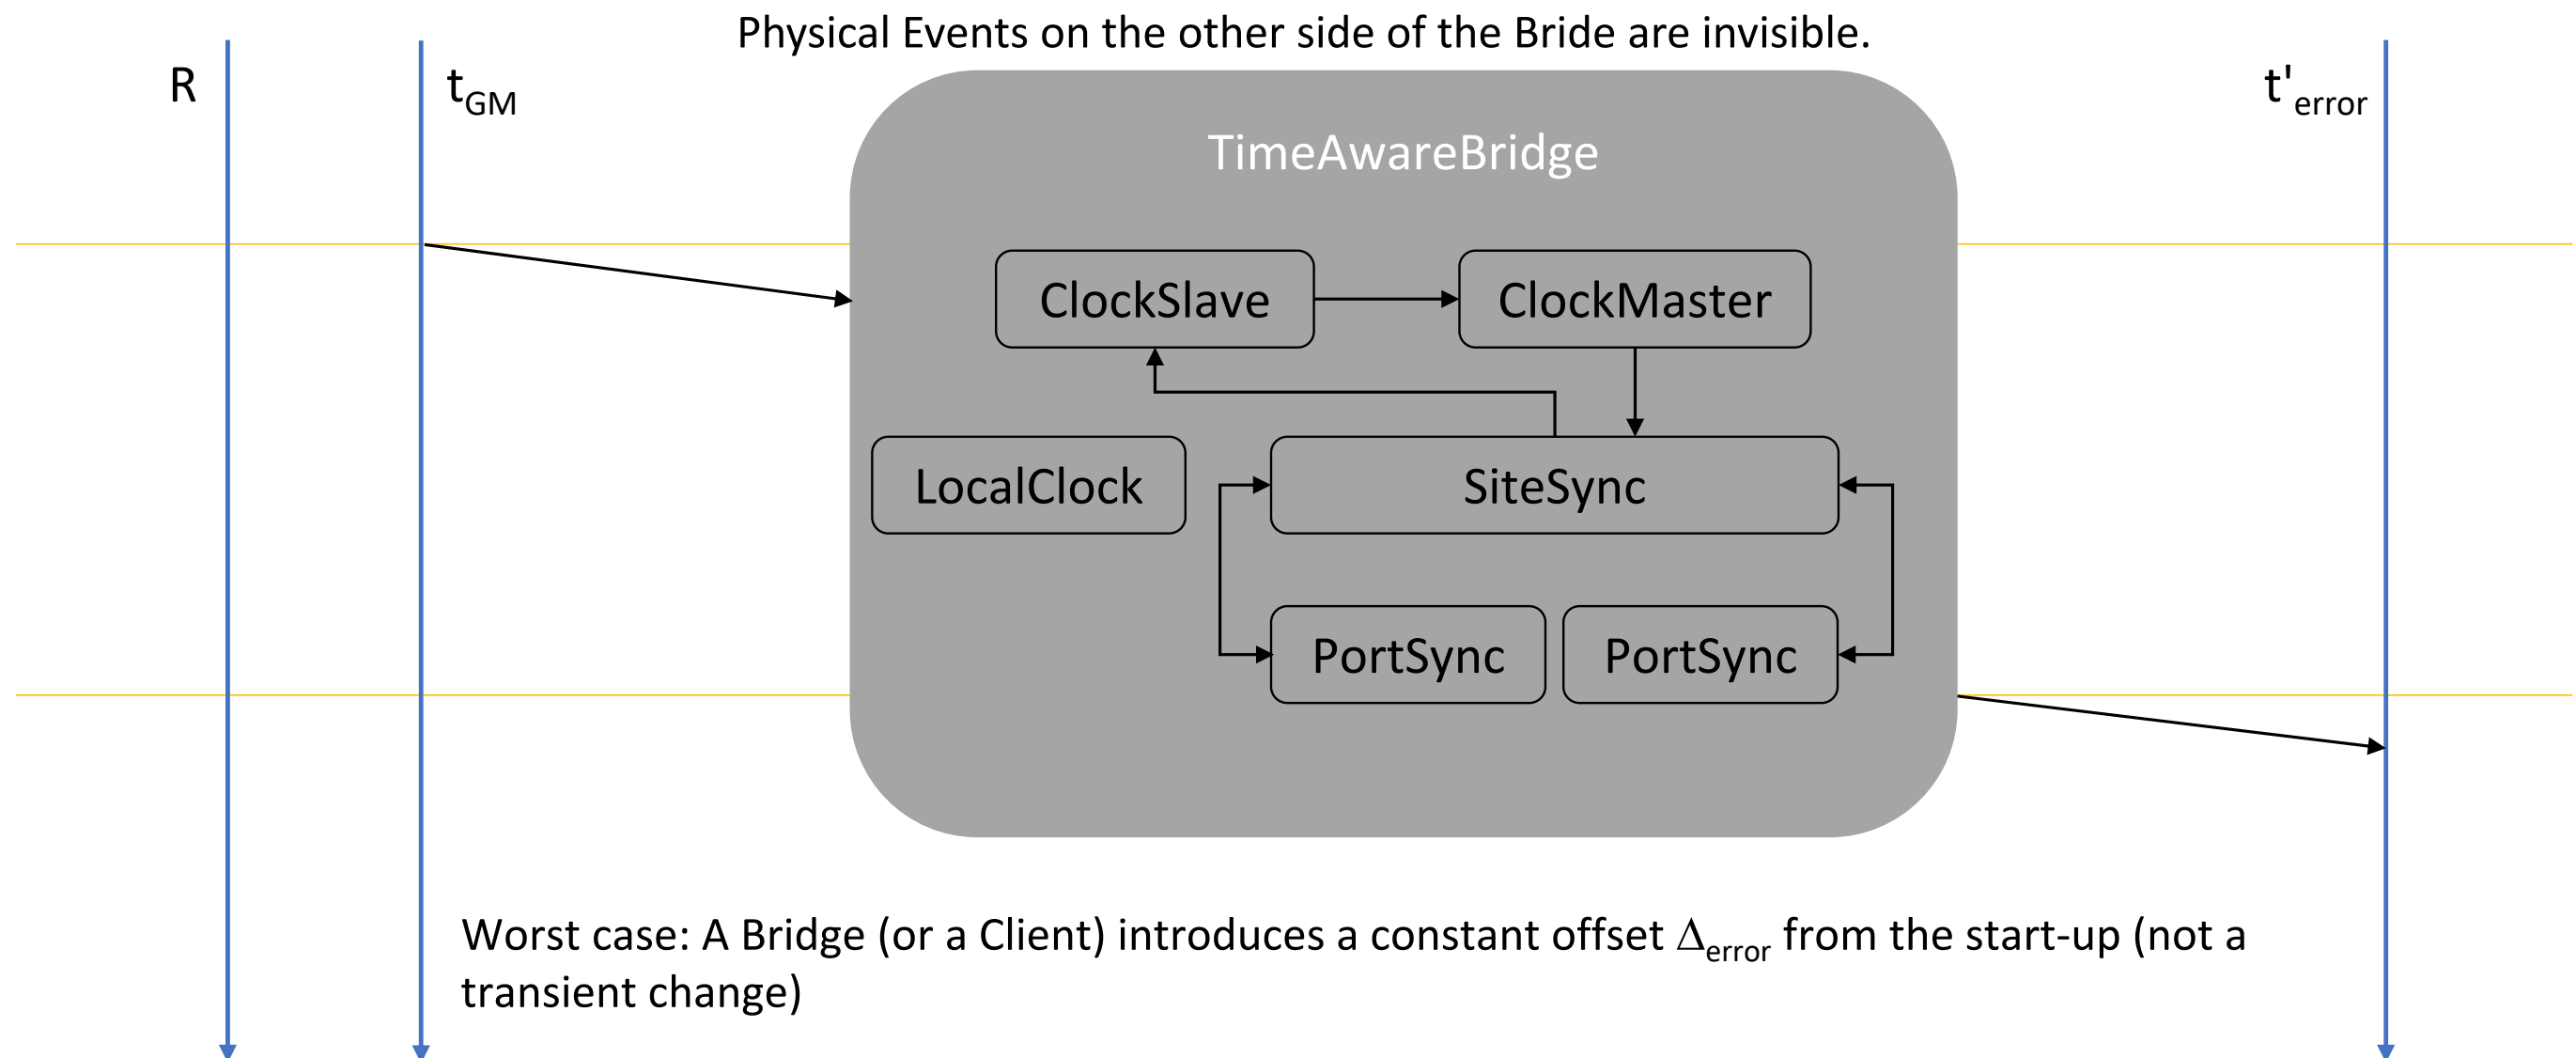 Physical Events on the other side of the Bride are invisible.
R
tGM
t'error
TimeAwareBridge
ClockSlave
ClockMaster
LocalClock
SiteSync
PortSync
PortSync
Worst case: A Bridge (or a Client) introduces a constant offset Δerror from the start-up (not a
transient change)